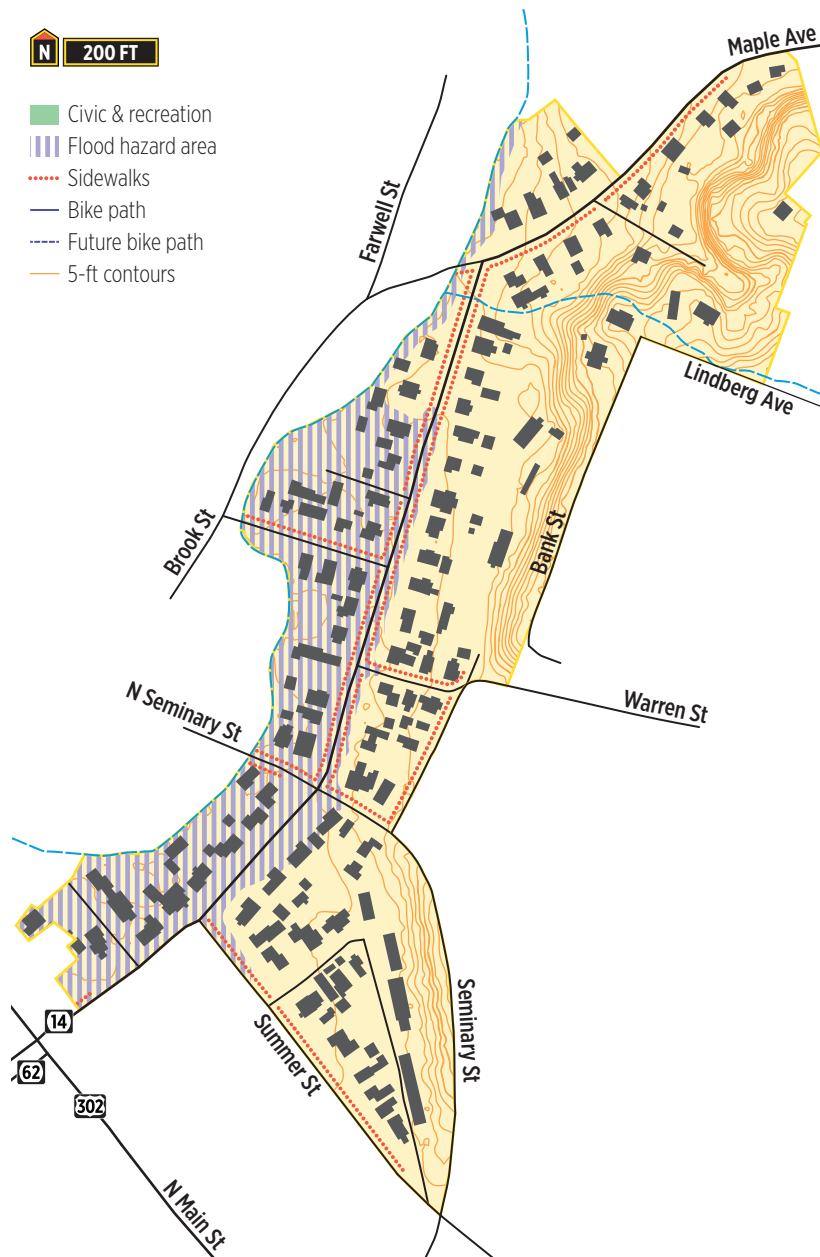 N 200 FT
Civic & recreation
Flood hazard area
Sidewalks
Bike path
Future bike path
5-ft contours
Maple Ave
Farwell St
Lindberg Ave
Brook St
Bank St
N Seminary St
Warren St
Seminary St
Summer St
14
62
302
N Main St